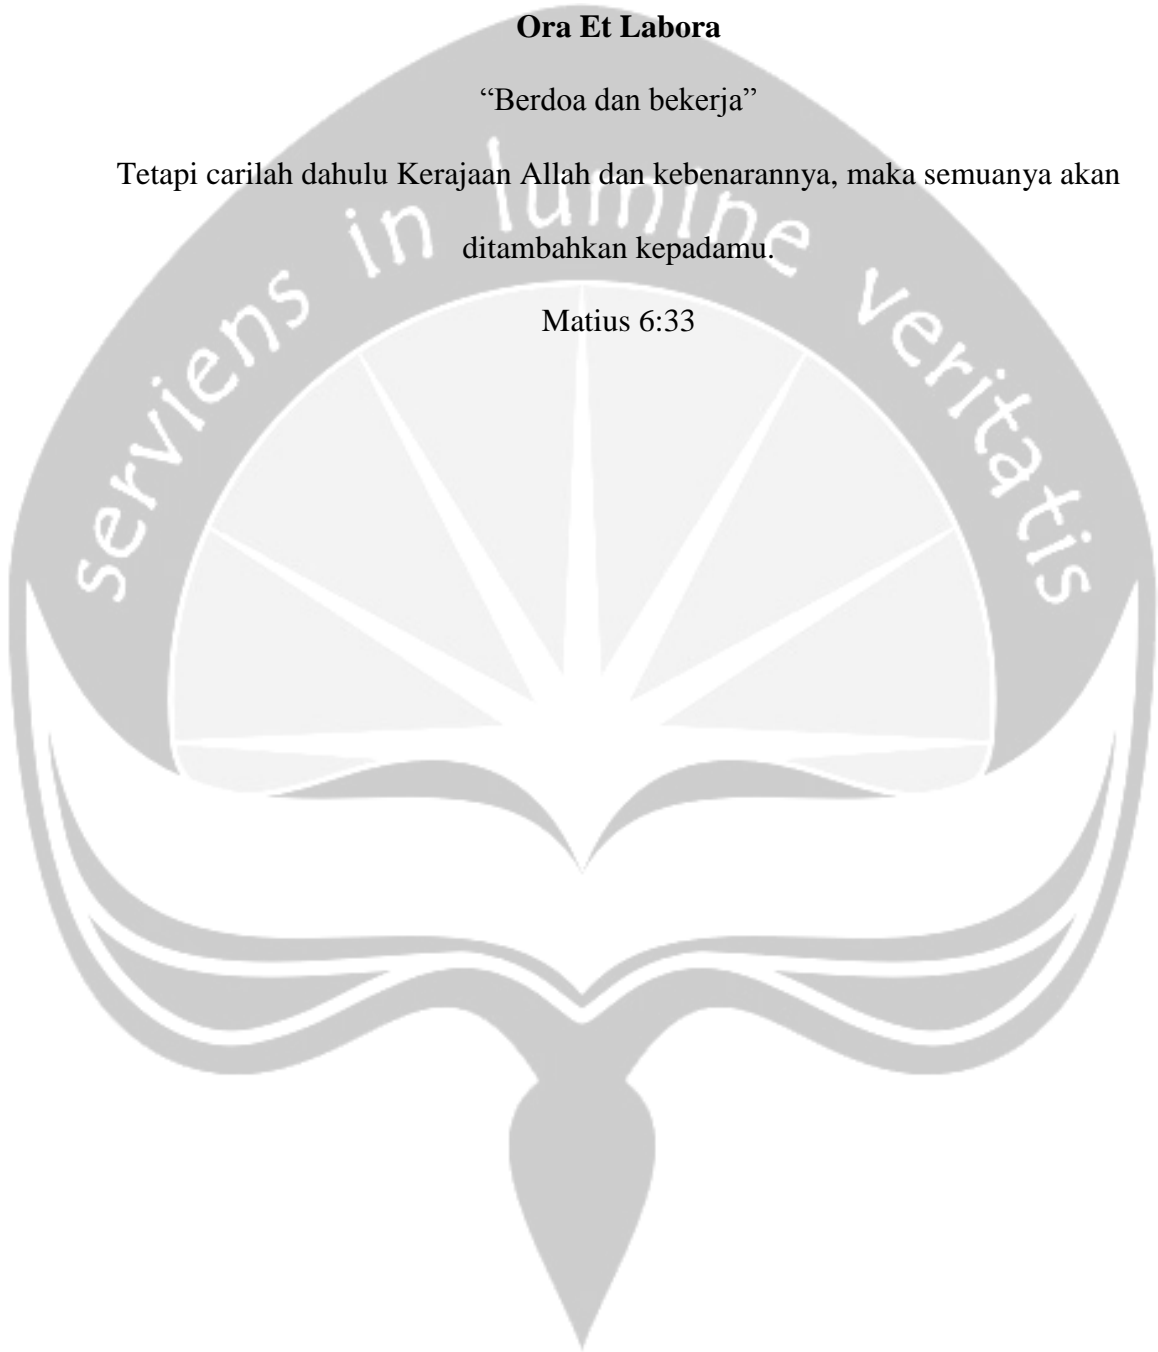 Ora Et Labora
“Berdoa dan bekerja”
Tetapi carilah dahulu Kerajaan Allah dan kebenarannya, maka semuanya akan
ditambahkan kepadamu.
Matius 6:33
serviens in lumine veritatis